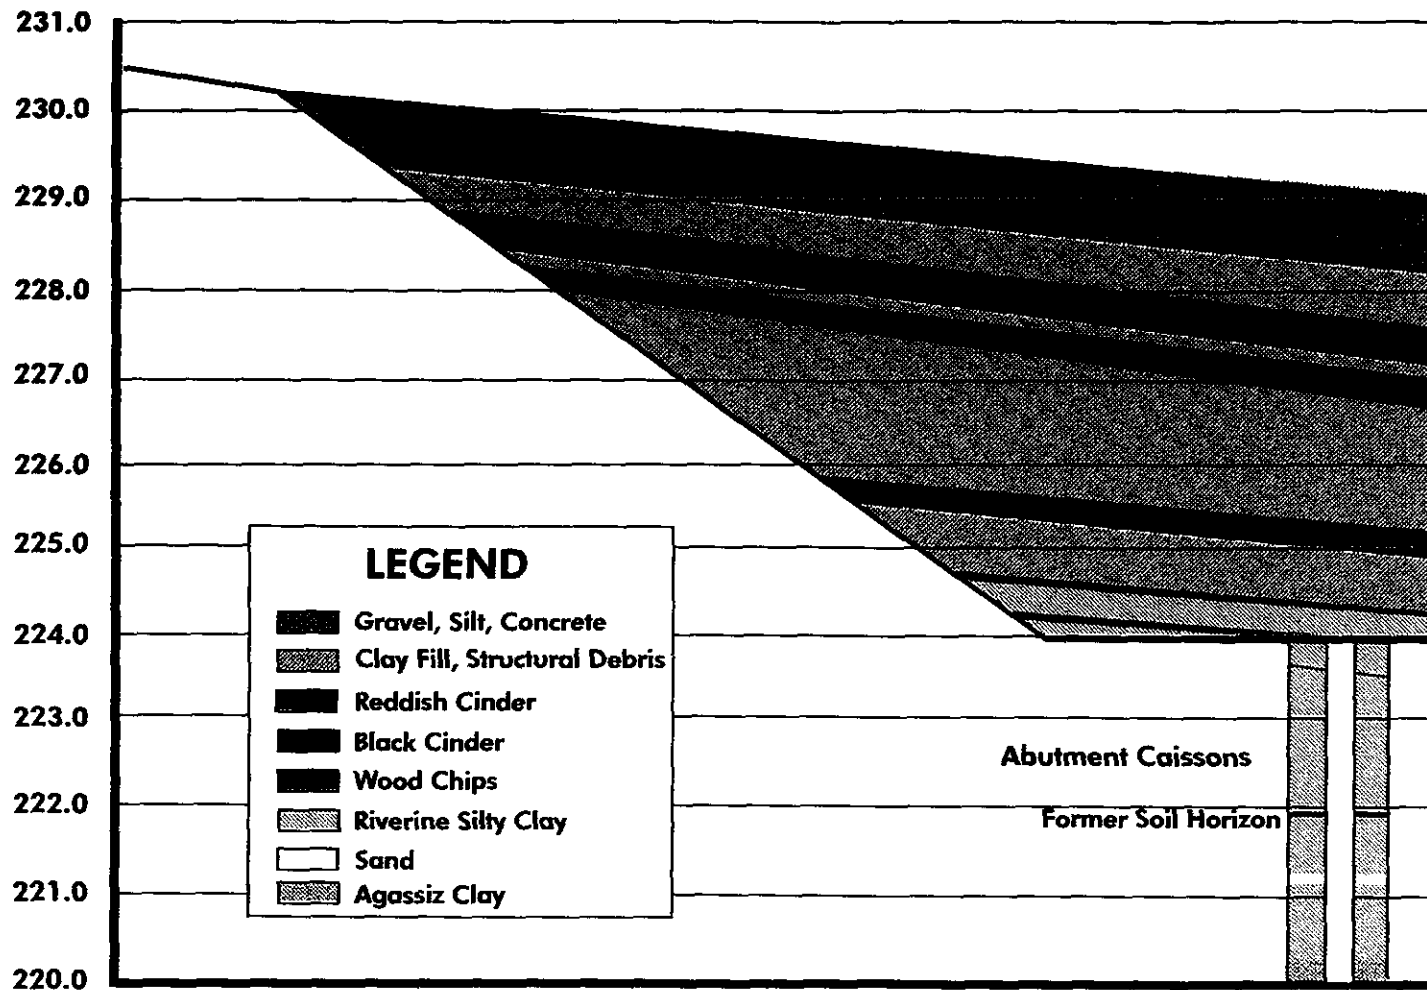 231.0
230.0
229.0
228.0
227.0
226.0
225.0
224.0
223.0
222.0
221.0
220.0
LEGEND
Gravel, Silt, Concrete
Clay Fill, Structural Debris
Reddish Cinder
Black Cinder
Wood Chips
Riverine Silty Clay
Sand
Agassiz Clay
Abutment Caissons
Former Soil Horizon